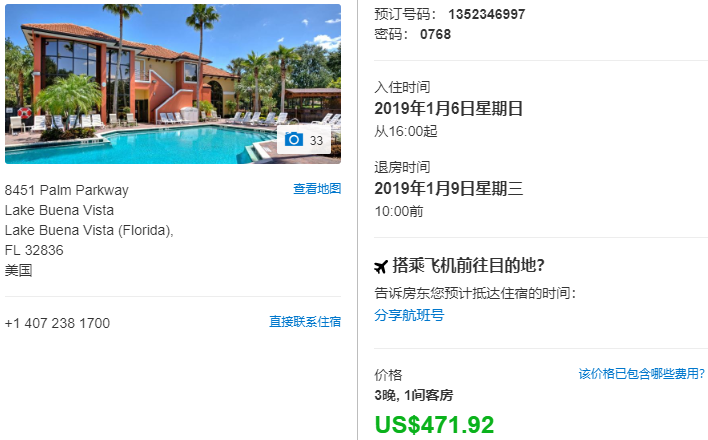 33
8451 Palm Parkway
查看地图
Lake Buena Vista
Lake Buena Vista (Florida),
FL 32836
美国
+1 407 238 1700
直接联系住宿
预订号码： 1352346997
密码： 0768
入住时间
2019年1月6日星期日
从16:00起
退房时间
2019年1月9日星期三
10:00前
搭乘飞机前往目的地?
告诉房东您预计抵达住宿的时间：
分享航班号
价格
该价格已包含哪些费用?
3晚, 1间客房
US$471.92